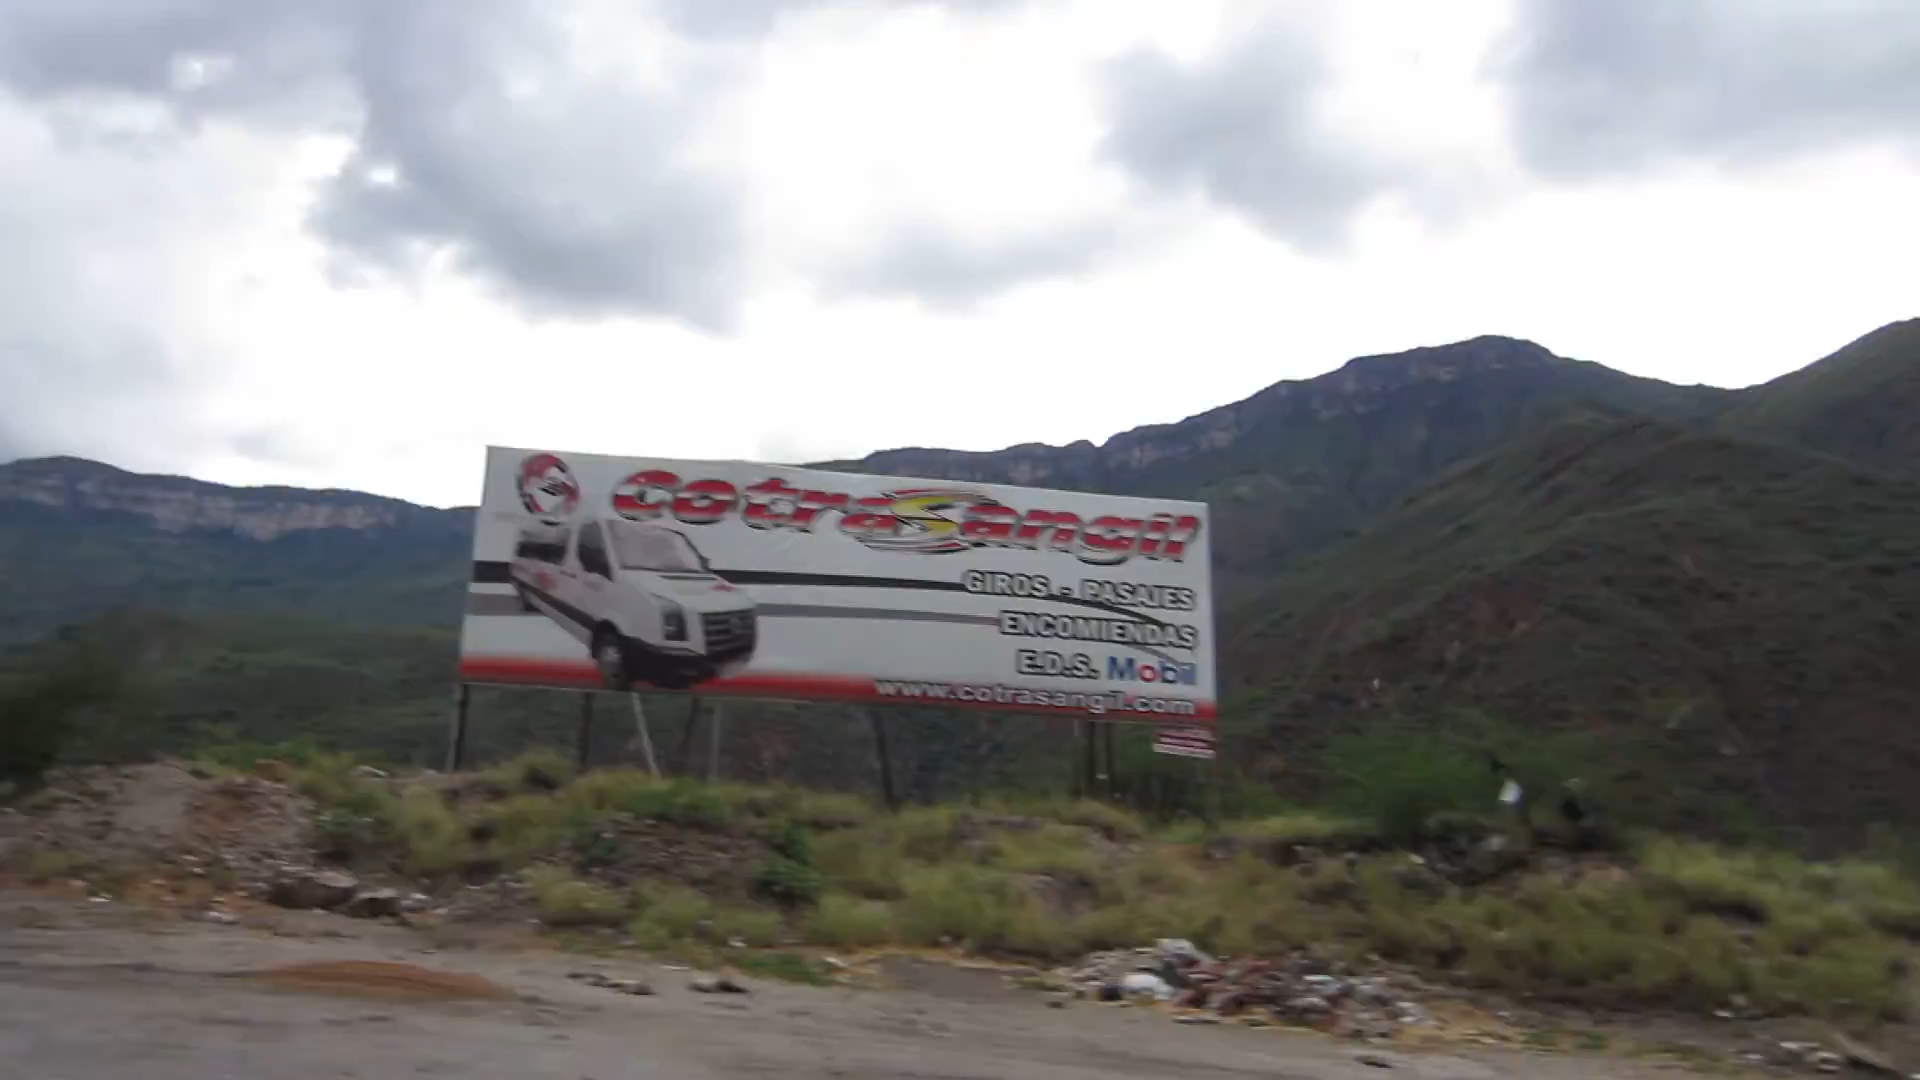 cotraSangil
GIROS - PASAJES
ENCOMIENDAS
E.D.S. Mobil
www.cotrasangil.com